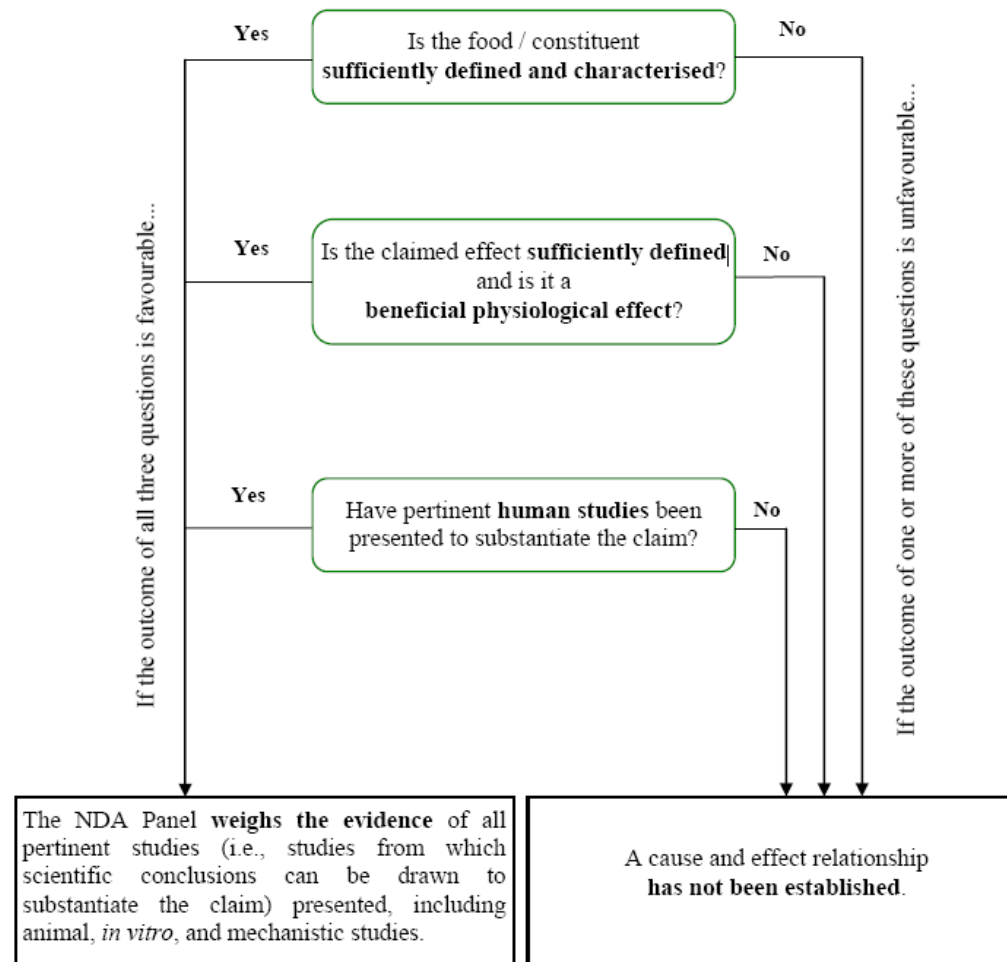 Yes
Is the food / constituent
sufficiently defined and characterised?
No
If the outcome of all three questions is favourable...
If the outcome of one or more of these questions is unfavourable...
Yes
Is the claimed effect sufficiently defined
and is it a
beneficial physiological effect?
No
Yes
Have pertinent human studies been
presented to substantiate the claim?
No
The NDA Panel weighs the evidence of all
pertinent studies (i.e., studies from which
scientific conclusions can be drawn to
substantiate the claim) presented, including
animal, in vitro, and mechanistic studies.
A cause and effect relationship
has not been established.